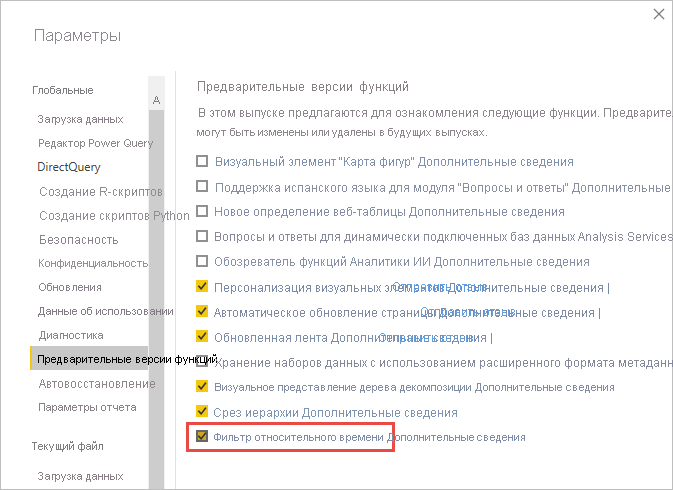 Параметры
Глобальные
Загрузка данных
Редактор Power Query
DirectQuery
Создание R-скриптов
Создание скриптов Python
Безопасность
Конфиденциальность
Обновления
Данные об использовании
Диагностика
Предварительные версии функций
Автовосстановление
Параметры отчета
Текущий файл
Загрузка данных
A
Предварительные версии функций
В этом выпуске предлагаются для ознакомления следующие функции. Предварител
могут быть изменены или удалены в будущих выпусках.
Визуальный элемент "Карта фигур" Дополнительные сведения
Поддержка испанского языка для модуля "Вопросы и ответы" Дополнительные
Новое определение веб-таблицы Дополнительные сведения
Вопросы и ответы для динамически подключенных баз данных Analysis Services
Обозреватель функций Аналитики ИИ Дополнительные сведения
Персонализация визуальных элементов Дополнительные сведения | Отправить отзыв
Автоматическое обновление страницы Дополнительные сведения | Отправить отзыв
Обновленная лента Дополнительные сведения | Отправить отзыв
Хранение наборов данных с использованием расширенного формата метаданн
Визуальное представление дерева декомпозиции Дополнительные сведения
Срез иерархии Дополнительные сведения
Фильтр относительного времени Дополнительные сведения